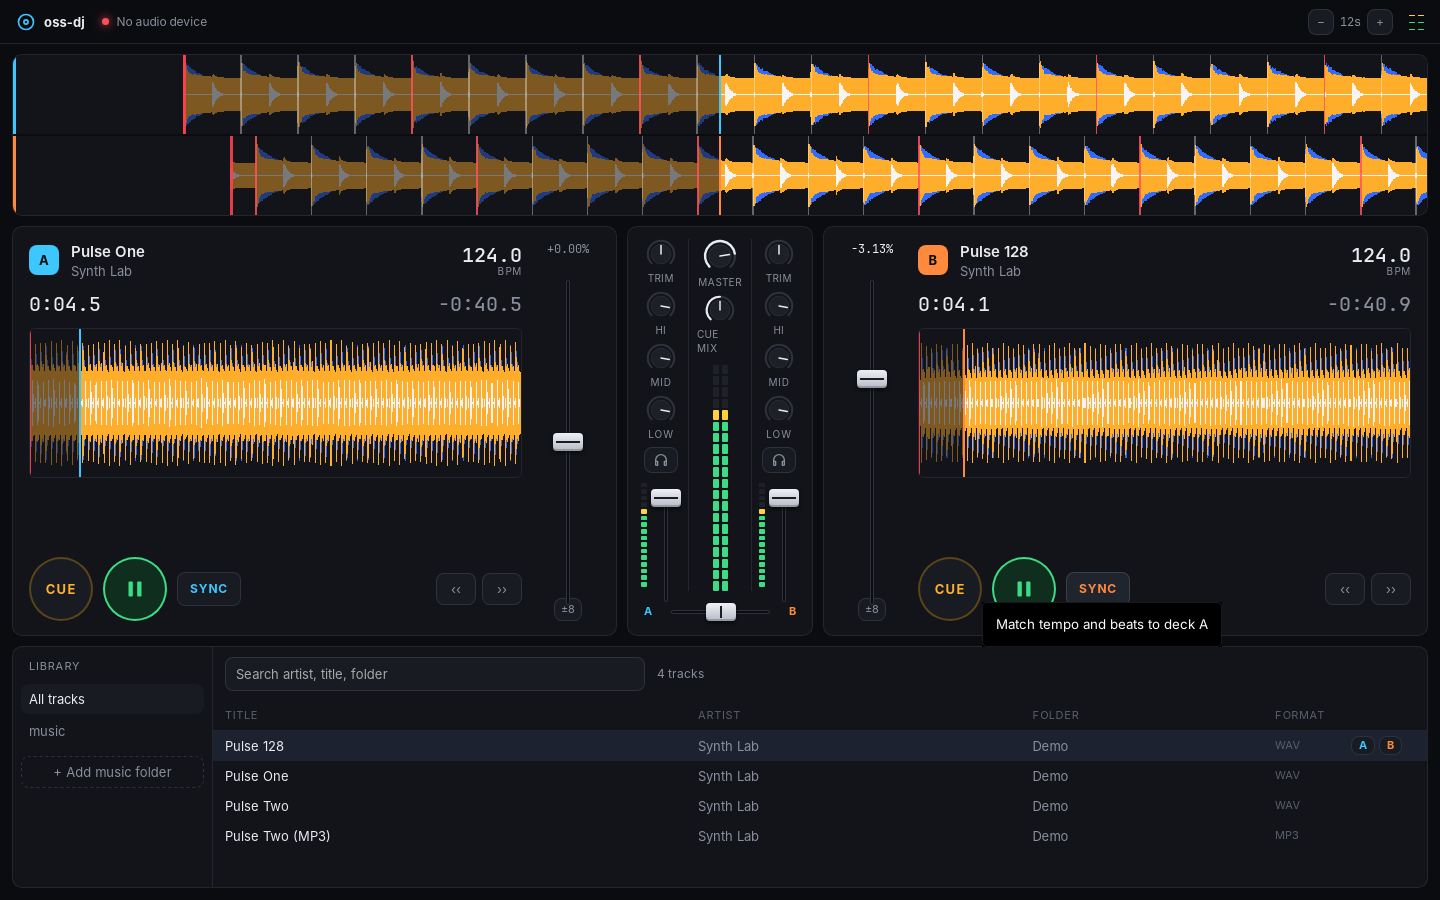 oss-dj
No audio device
− 12s +
A
Pulse One
Synth Lab
124.0
BPM
+0.00%
0:04.5
-0:40.5
CUE
SYNC
‹‹ ››
±8
TRIM
HI
MID
LOW
MASTER
CUE
MIX
TRIM
HI
MID
LOW
A
B
-3.13%
±8
B
Pulse 128
Synth Lab
124.0
BPM
0:04.1
-0:40.9
CUE
SYNC
‹‹ ››
Match tempo and beats to deck A
LIBRARY
All tracks
music
+ Add music folder
Search artist, title, folder
4 tracks
TITLE ARTIST FOLDER FORMAT
Pulse 128 Synth Lab Demo WAV A B
Pulse One Synth Lab Demo WAV
Pulse Two Synth Lab Demo WAV
Pulse Two (MP3) Synth Lab Demo MP3